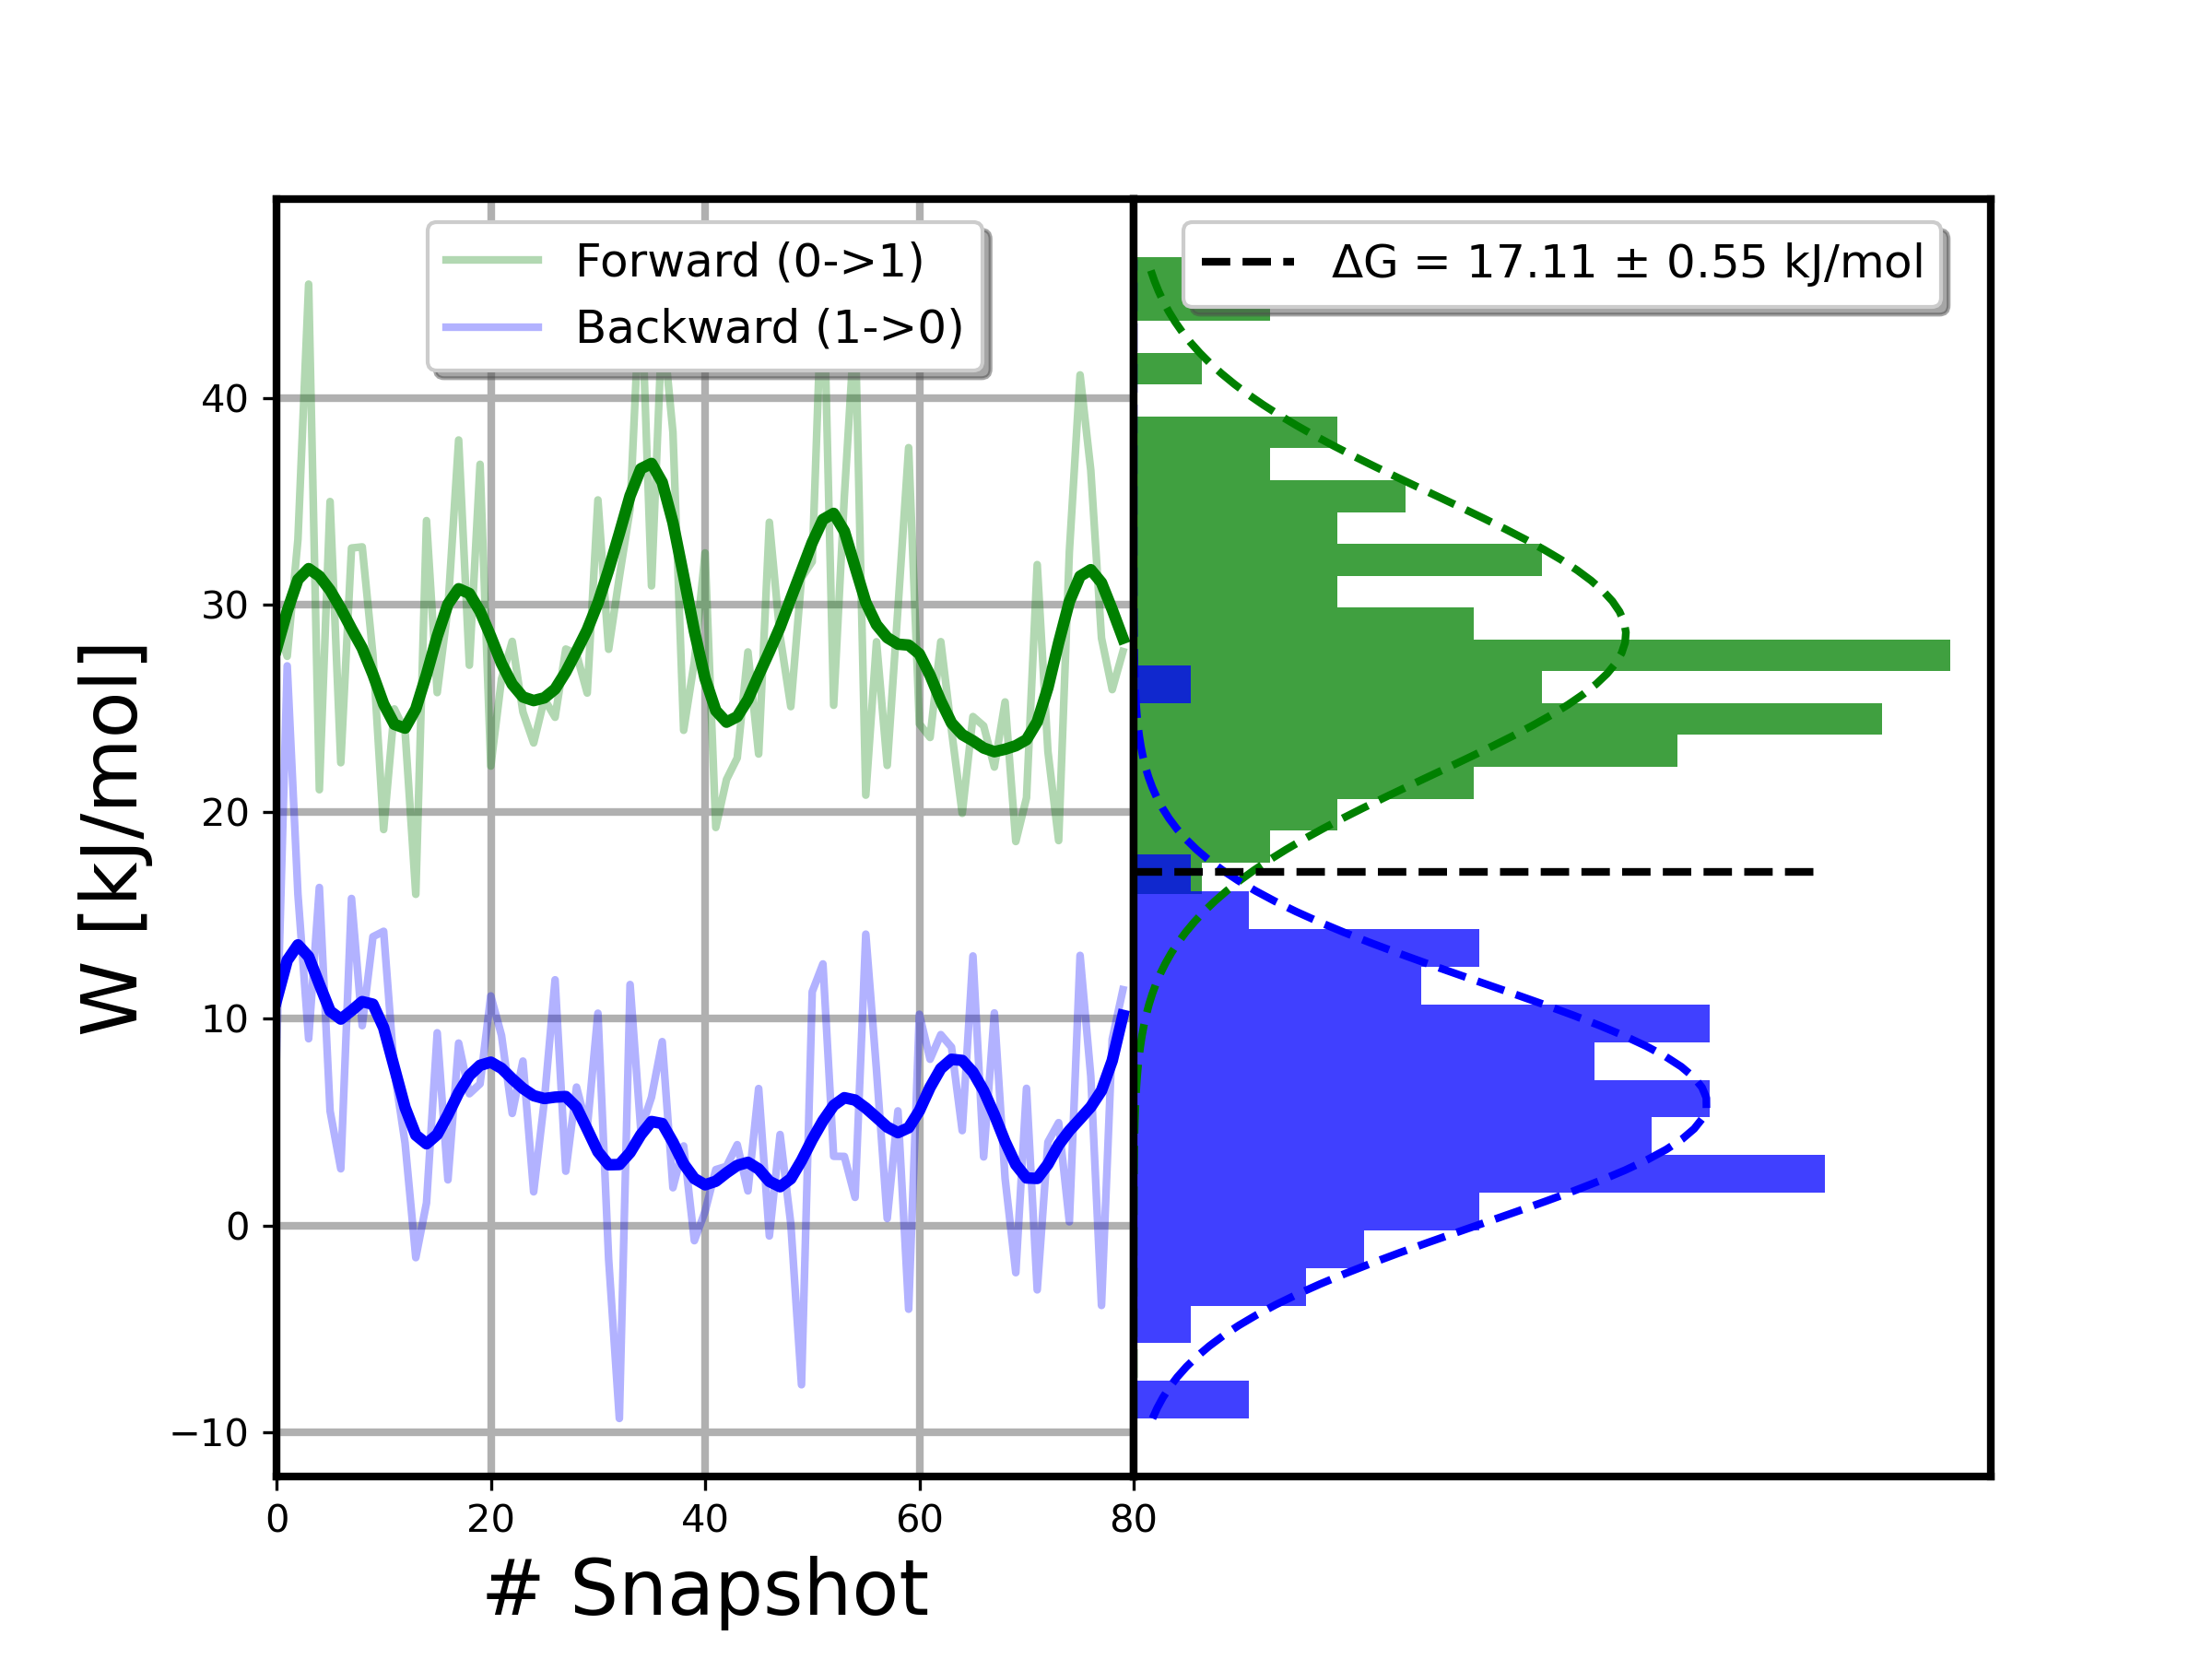 Forward (0->1)
Backward (1->0)
ΔG = 17.11 ± 0.55 kJ/mol
W [kJ/mol]
40
30
20
10
0
−10
0 20 40 60 80
# Snapshot